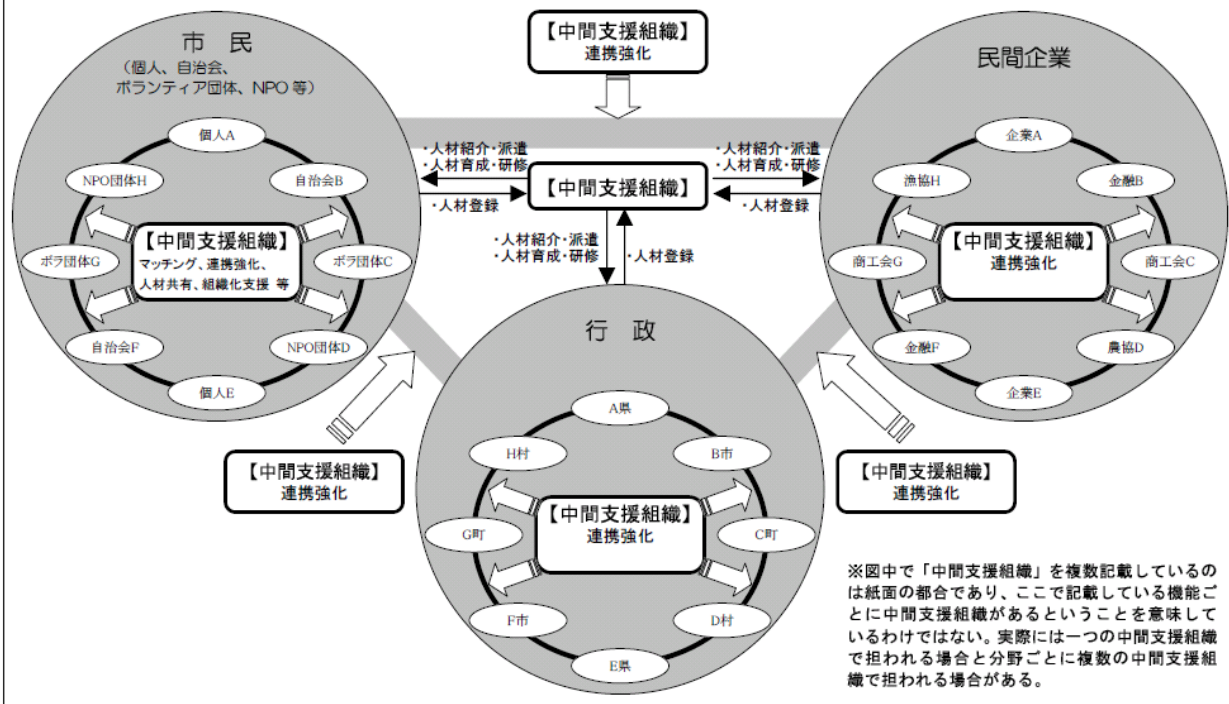 【中間支援組織】
連携強化
市　民
（個人、自治会、
ボランティア団体、NPO 等）
個人A
自治会B
ボラ団体C
NPO団体D
個人E
自治会F
ボラ団体G
NPO団体H
【中間支援組織】
マッチング、連携強化、
人材共有、組織化支援 等
民間企業
企業A
金融B
商工会C
農協D
企業E
金融F
商工会G
漁協H
【中間支援組織】
連携強化
・人材紹介・派遣
・人材育成・研修
・人材登録
【中間支援組織】
・人材紹介・派遣
・人材育成・研修
・人材登録
・人材紹介・派遣
・人材育成・研修
・人材登録
行　政
A県
B市
C町
D村
E県
F市
G町
H村
【中間支援組織】
連携強化
【中間支援組織】
連携強化
【中間支援組織】
連携強化
※図中で「中間支援組織」を複数記載しているの
は紙面の都合であり、ここで記載している機能ご
とに中間支援組織があるということを意味して
いるわけではない。実際には一つの中間支援組織
で担われる場合と分野ごとに複数の中間支援組
織で担われる場合がある。